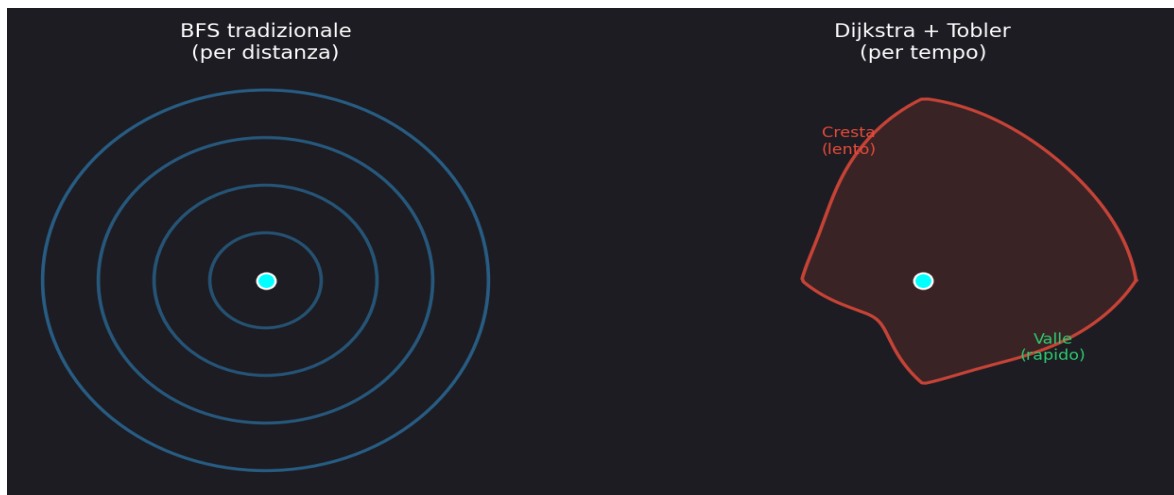 BFS tradizionale
(per distanza)
Dijkstra + Tobler
(per tempo)
Cresta
(lento)
Valle
(rapido)